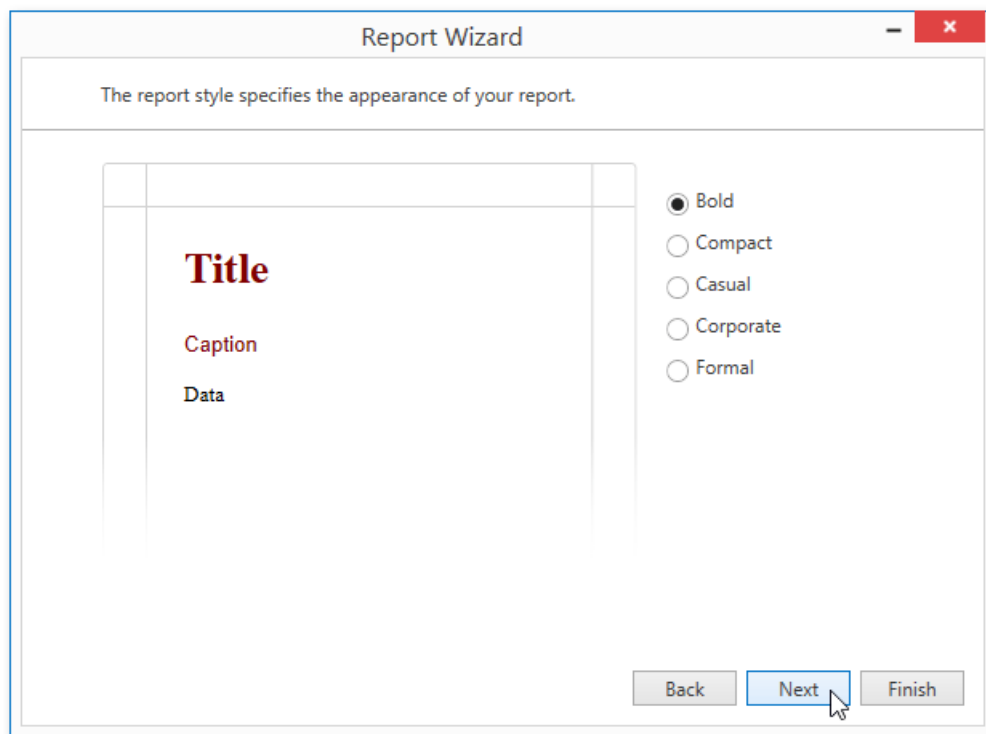 Report Wizard
The report style specifies the appearance of your report.
Title
Caption
Data
Bold
Compact
Casual
Corporate
Formal
Back Next Finish